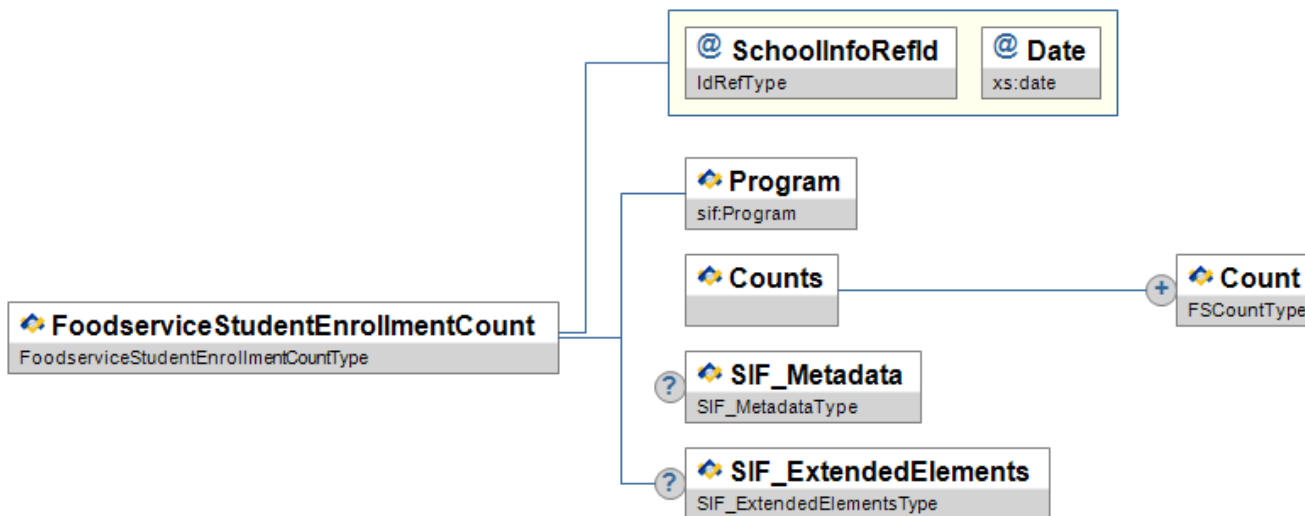 @ SchoolInfoRefId
IdRefType
@ Date
xs:date
Program
sif:Program
Counts
+ Count
FSCountType
FoodserviceStudentEnrollmentCount
FoodserviceStudentEnrollmentCountType
? SIF_Metadata
SIF_MetadataType
? SIF_ExtendedElements
SIF_ExtendedElementsType